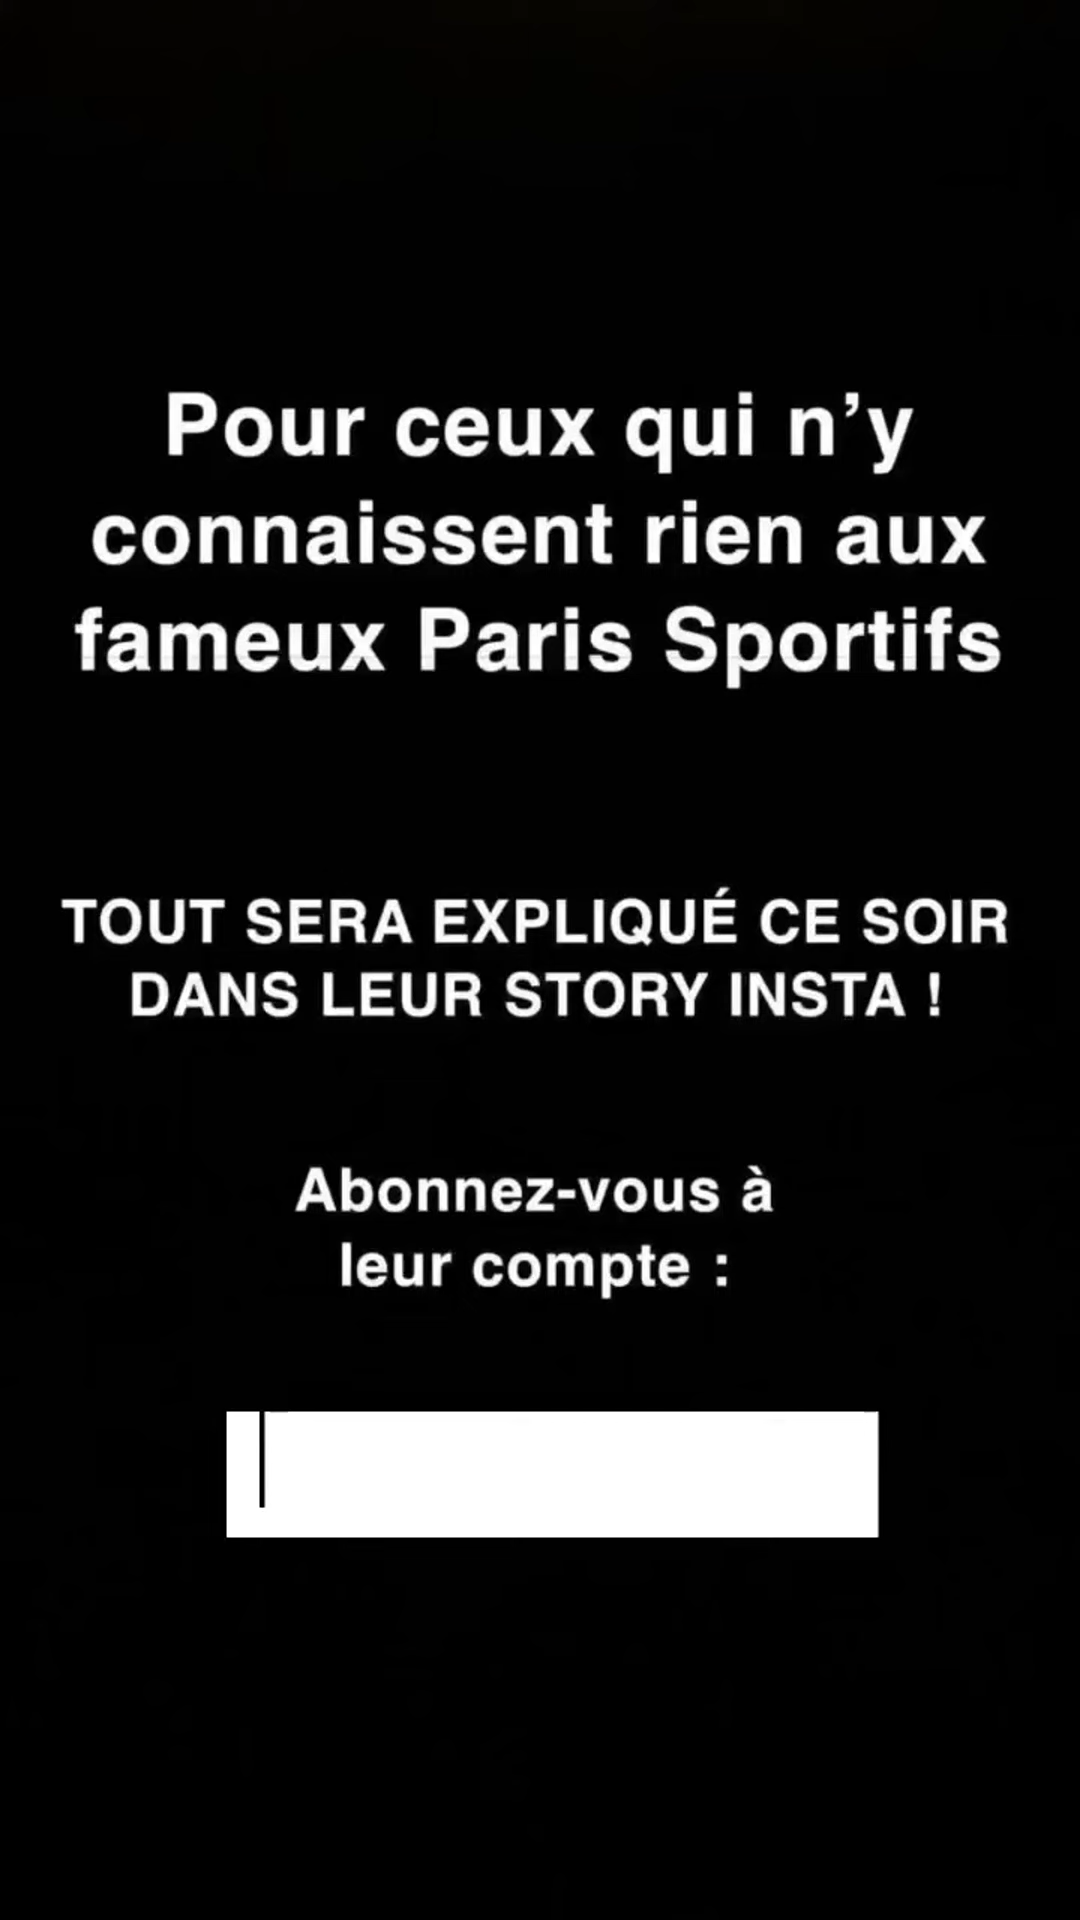 Pour ceux qui n’y
connaissent rien aux
fameux Paris Sportifs
TOUT SERA EXPLIQUÉ CE SOIR
DANS LEUR STORY INSTA !
Abonnez-vous à
leur compte :